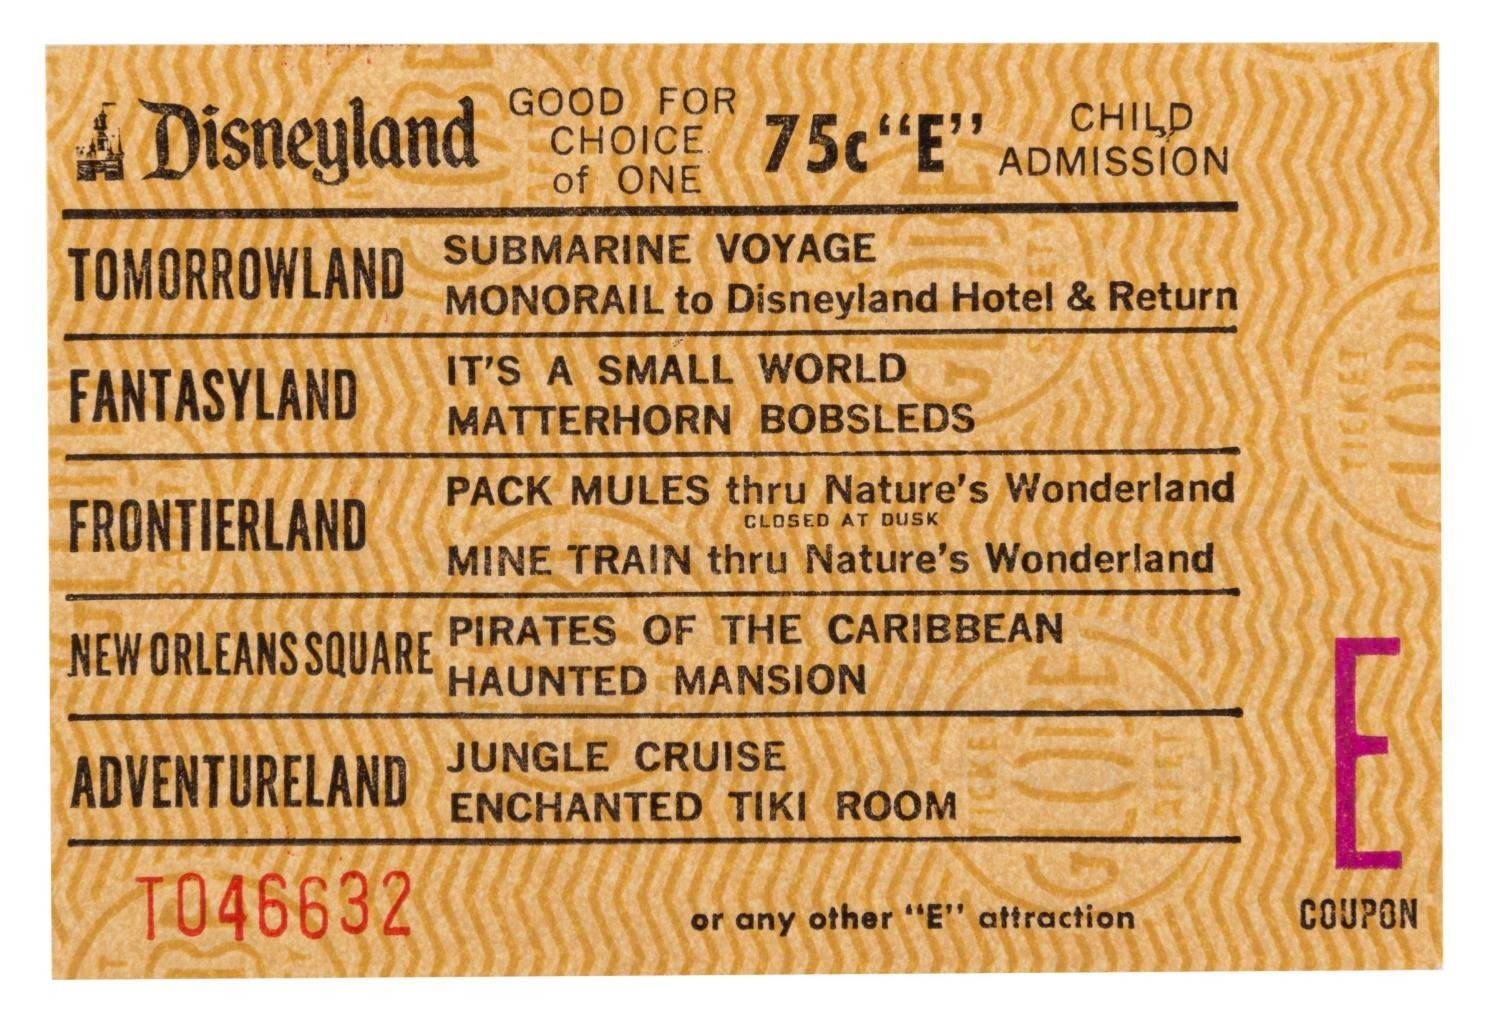 Disneyland
GOOD FOR
CHOICE
of ONE
75c "E"
CHILD
ADMISSION
TOMORROWLAND
SUBMARINE VOYAGE
MONORAIL to Disneyland Hotel & Return
FANTASYLAND
IT'S A SMALL WORLD
MATTERHORN BOBSLEDS
FRONTIERLAND
PACK MULES thru Nature's Wonderland
CLOSED AT DUSK
MINE TRAIN thru Nature's Wonderland
NEW ORLEANS SQUARE
PIRATES OF THE CARIBBEAN
HAUNTED MANSION
ADVENTURELAND
JUNGLE CRUISE
ENCHANTED TIKI ROOM
T046632
or any other "E" attraction
E
COUPON
GLOBE
TICKET